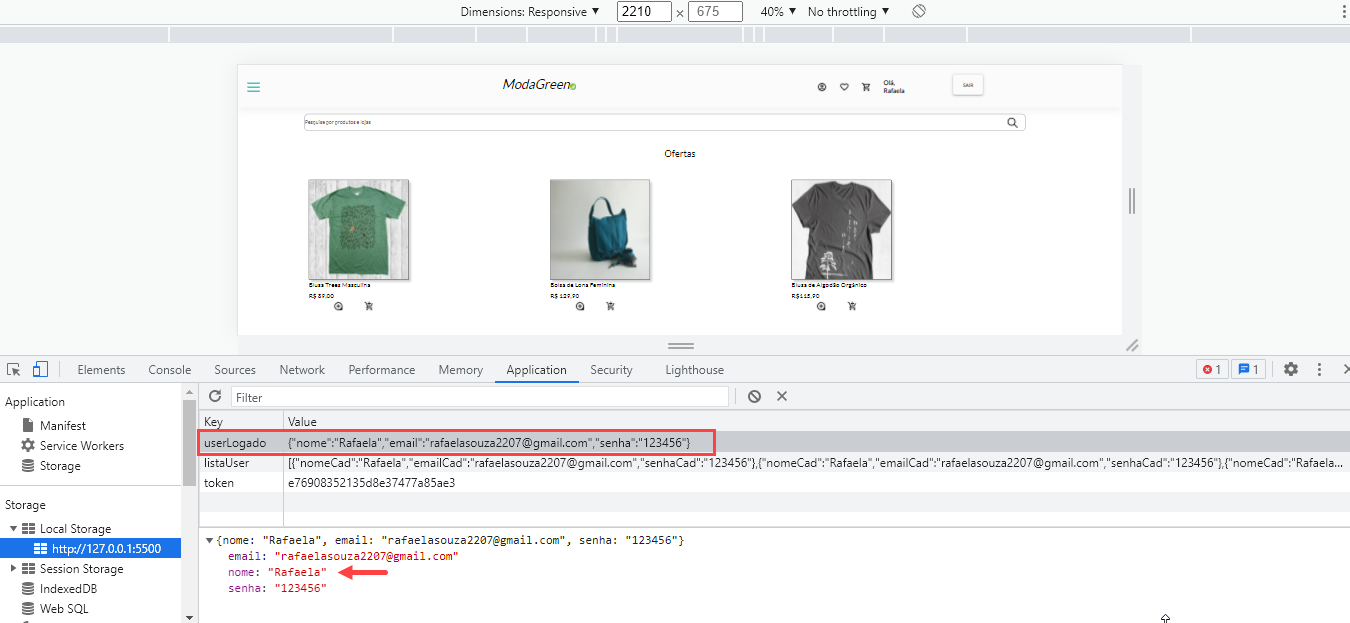 Dimensions: Responsive ▼ 2210 × 675 40% ▼ No throttling ▼
ModaGreen
Olá,
Rafaela
SAIR
Pesquise por produtos e lojas
Ofertas
Blusa Trees Masculina
R$ 89,00
Bolsa de Lona Feminina
R$ 129,90
Blusa de Algodão Orgânico
R$115,90
Elements Console Sources Network Performance Memory Application Security Lighthouse 1 1
Application
Manifest
Service Workers
Storage
Storage
Local Storage
http://127.0.0.1:5500
Session Storage
IndexedDB
Web SQL
Filter
Key Value
userLogado {"nome":"Rafaela","email":"rafaelasouza2207@gmail.com","senha":"123456"}
listaUser [{"nomeCad":"Rafaela","emailCad":"rafaelasouza2207@gmail.com","senhaCad":"123456"},{"nomeCad":"Rafaela","emailCad":"rafaelasouza2207@gmail.com","senhaCad":"123456"},{"nomeCad":"Rafaela...
token e76908352135d8e37477a85ae3
▼{nome: "Rafaela", email: "rafaelasouza2207@gmail.com", senha: "123456"}
email: "rafaelasouza2207@gmail.com"
nome: "Rafaela"
senha: "123456"